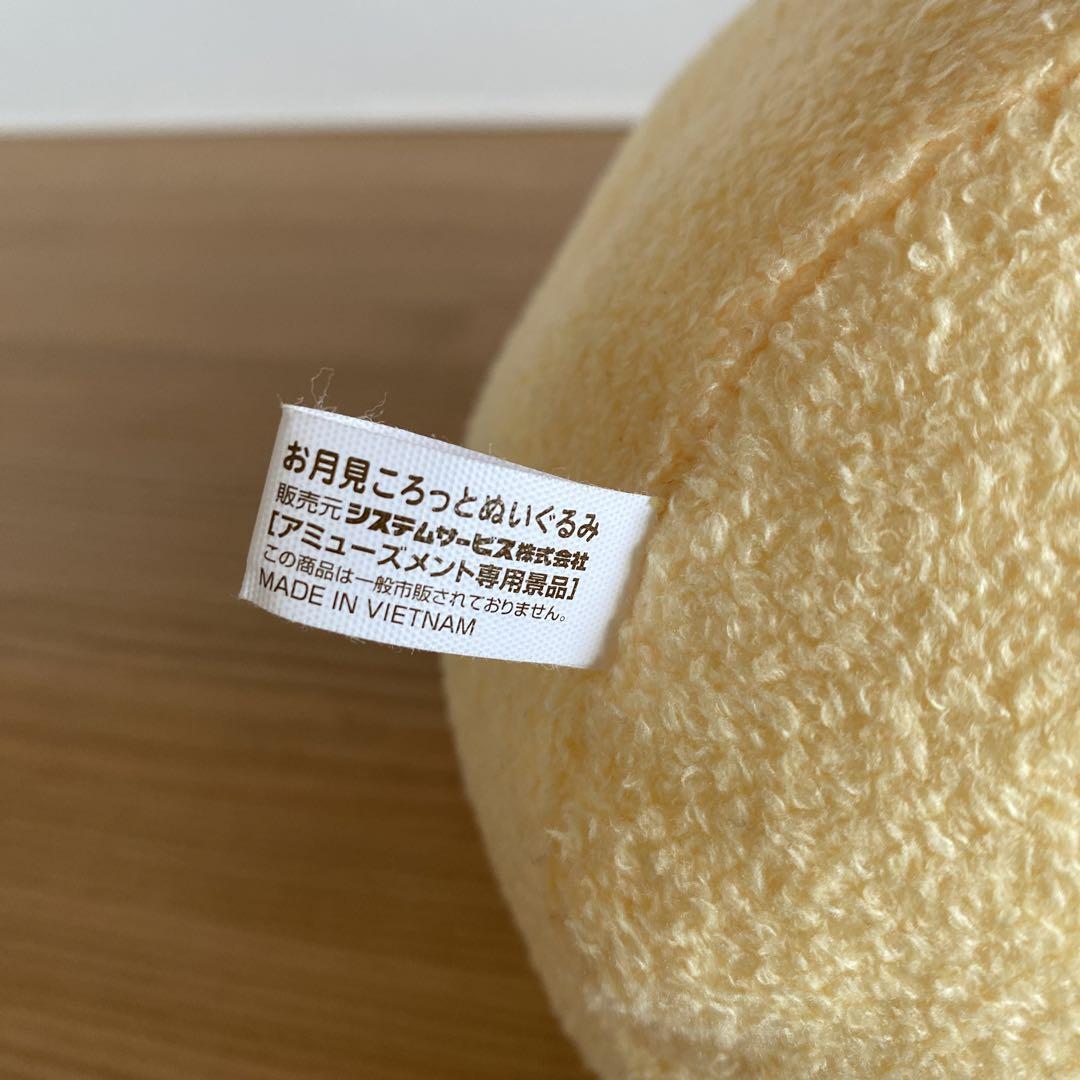 お月見ころっとぬいぐるみ
販売元 システムサービス株式会社
[アミューズメント専用景品]
この商品は一般市販されておりません。
MADE IN VIETNAM